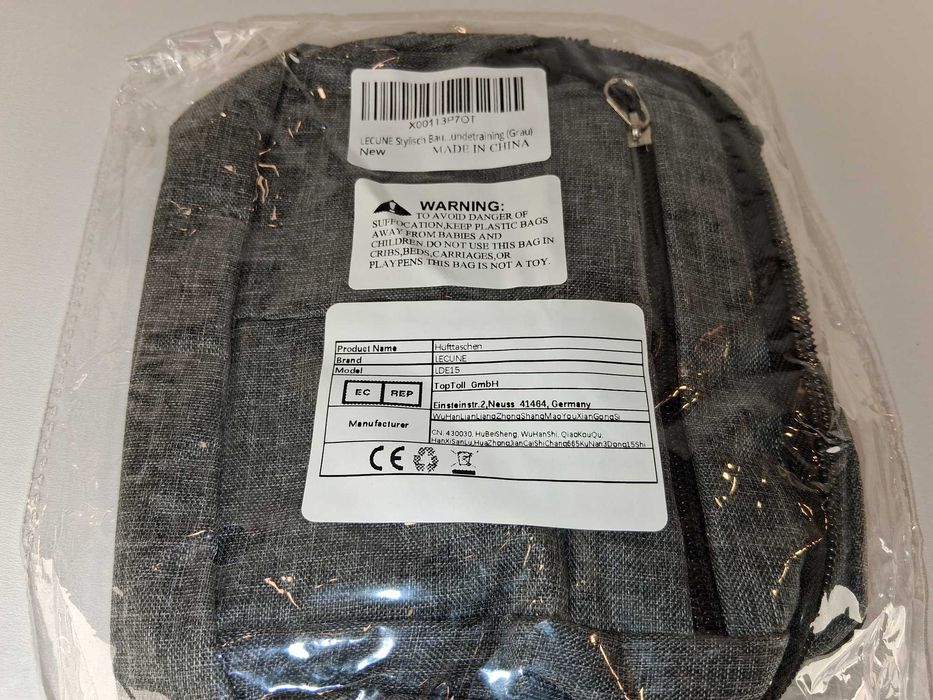 X00113P7OT
LECUNE Stylisch Bau...undetraining (Grau)
New MADE IN CHINA
WARNING:
TO AVOID DANGER OF
SUFFOCATION,KEEP PLASTIC BAGS
AWAY FROM BABIES AND
CHILDREN.DO NOT USE THIS BAG IN
CRIBS,BEDS,CARRIAGES,OR
PLAYPENS.THIS BAG IS NOT A TOY.
Product Name Hüfttaschen
Brand LECUNE
Model LDE15
EC REP TopToll GmbH
Einsteinstr.2,Neuss 41464, Germany
Manufacturer WuHanLianLiangZhongShangMaoYouXianGongSi
CN, 430030, HuBeiSheng, WuHanShi, QiaoKouQu,
HanXiSanLu,HuaZhongJianCaiShiChang665KuNan3Dong15Shi
CE